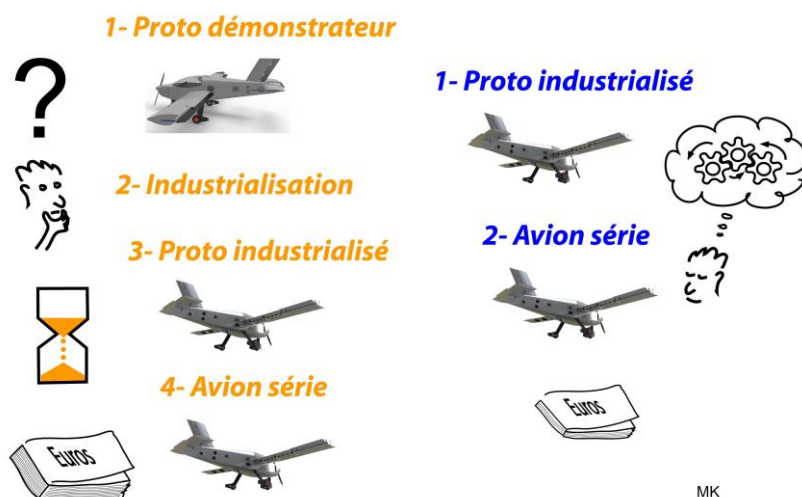 1- Proto démonstrateur
?
2- Industrialisation
3- Proto industrialisé
4- Avion série
Euros
1- Proto industrialisé
2- Avion série
Euros
MK